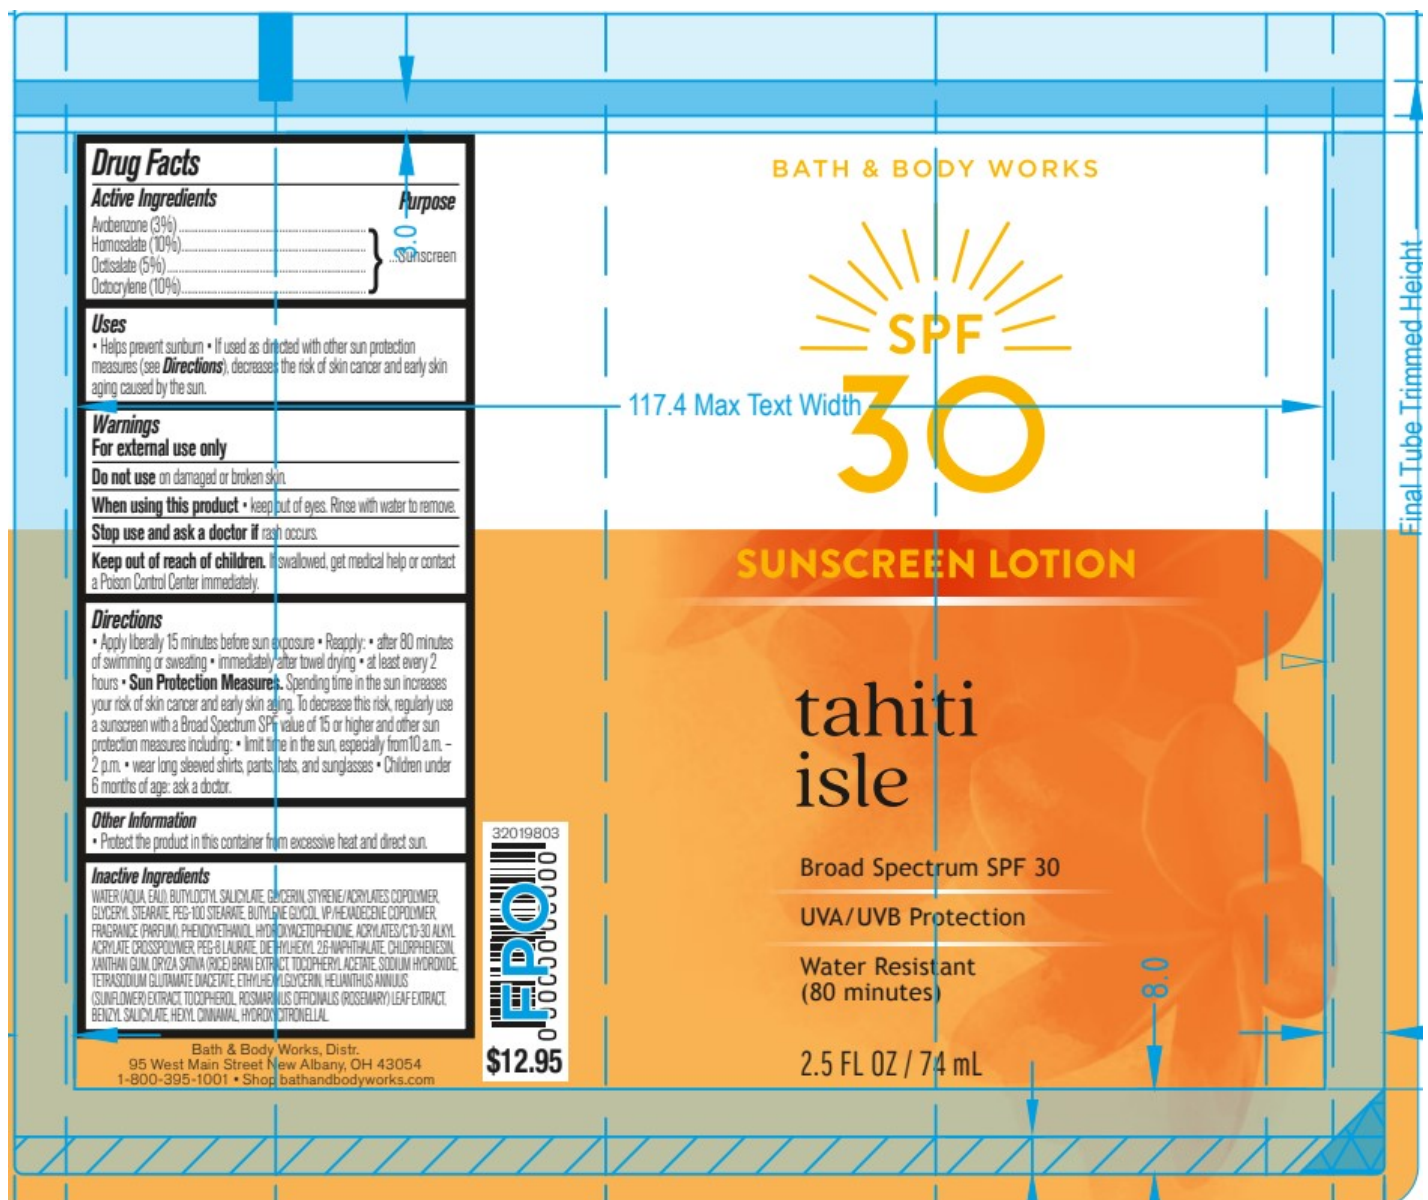 Drug Facts
Active Ingredients
Purpose
Avobenzone (3%)
Homosalate (10%)
Octisalate (5%)
Octocrylene (10%)
...Sunscreen
3.0
Uses
• Helps prevent sunburn • If used as directed with other sun protection
measures (see Directions), decreases the risk of skin cancer and early skin
aging caused by the sun.
Warnings
For external use only
Do not use on damaged or broken skin.
When using this product • keep out of eyes. Rinse with water to remove.
Stop use and ask a doctor if rash occurs.
Keep out of reach of children. If swallowed, get medical help or contact
a Poison Control Center immediately.
Directions
• Apply liberally 15 minutes before sun exposure • Reapply: • after 80 minutes
of swimming or sweating • immediately after towel drying • at least every 2
hours • Sun Protection Measures. Spending time in the sun increases
your risk of skin cancer and early skin aging. To decrease this risk, regularly use
a sunscreen with a Broad Spectrum SPF value of 15 or higher and other sun
protection measures including: • limit time in the sun, especially from10 a.m. –
2 p.m. • wear long sleeved shirts, pants, hats, and sunglasses • Children under
6 months of age: ask a doctor.
Other Information
• Protect the product in this container from excessive heat and direct sun.
Inactive Ingredients
WATER (AQUA, EAU), BUTYLOCTYL SALICYLATE, GLYCERIN, STYRENE/ACRYLATES COPOLYMER,
GLYCERYL STEARATE, PEG-100 STEARATE, BUTYLENE GLYCOL, VP/HEXADECENE COPOLYMER,
FRAGRANCE (PARFUM), PHENOXYETHANOL, HYDROXYACETOPHENONE, ACRYLATES/C10-30 ALKYL
ACRYLATE CROSSPOLYMER, PEG-8 LAURATE, DIETHYLHEXYL 2,6-NAPHTHALATE, CHLORPHENESIN,
XANTHAN GUM, ORYZA SATIVA (RICE) BRAN EXTRACT, TOCOPHERYL ACETATE, SODIUM HYDROXIDE,
TETRASODIUM GLUTAMATE DIACETATE, ETHYLHEXYLGLYCERIN, HELIANTHUS ANNUUS
(SUNFLOWER) EXTRACT, TOCOPHEROL, ROSMARINUS OFFICINALIS (ROSEMARY) LEAF EXTRACT,
BENZYL SALICYLATE, HEXYL CINNAMAL, HYDROXYCITRONELLAL.
Bath & Body Works, Distr.
95 West Main Street New Albany, OH 43054
1-800-395-1001 • Shop bathandbodyworks.com
32019803
FPO
$12.95
BATH & BODY WORKS
SPF
30
117.4 Max Text Width
SUNSCREEN LOTION
tahiti
isle
Broad Spectrum SPF 30
UVA/UVB Protection
Water Resistant
(80 minutes)
2.5 FL OZ / 74 mL
8.0
Final Tube Trimmed Height